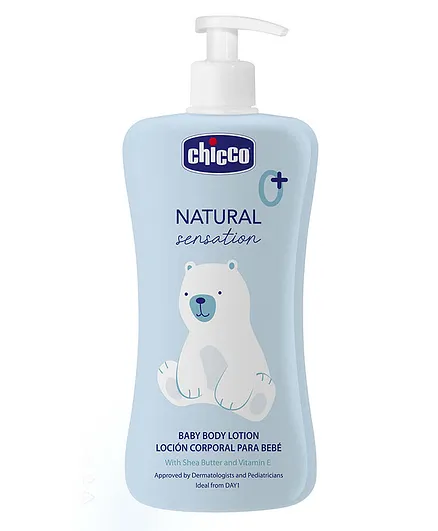 chicco
0+
NATURAL
sensation
BABY BODY LOTION
LOCIÓN CORPORAL PARA BEBÉ
With Shea Butter and Vitamin E
Approved by Dermatologists and Pediatricians
Ideal from DAY1